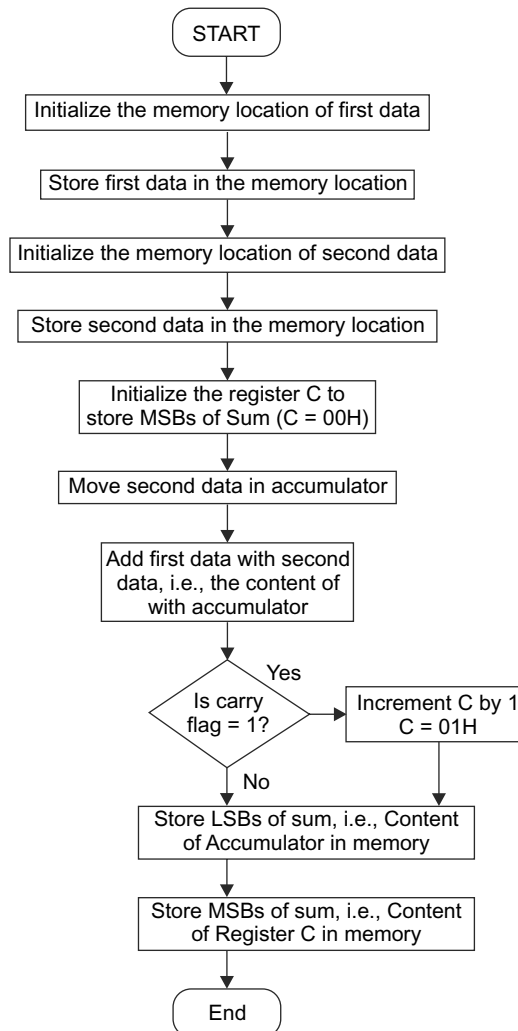 START
Initialize the memory location of first data
Store first data in the memory location
Initialize the memory location of second data
Store second data in the memory location
Initialize the register C to
store MSBs of Sum (C = 00H)
Move second data in accumulator
Add first data with second
data, i.e., the content of
with accumulator
Is carry
flag = 1?
Yes
Increment C by 1
C = 01H
No
Store LSBs of sum, i.e., Content
of Accumulator in memory
Store MSBs of sum, i.e., Content
of Register C in memory
End